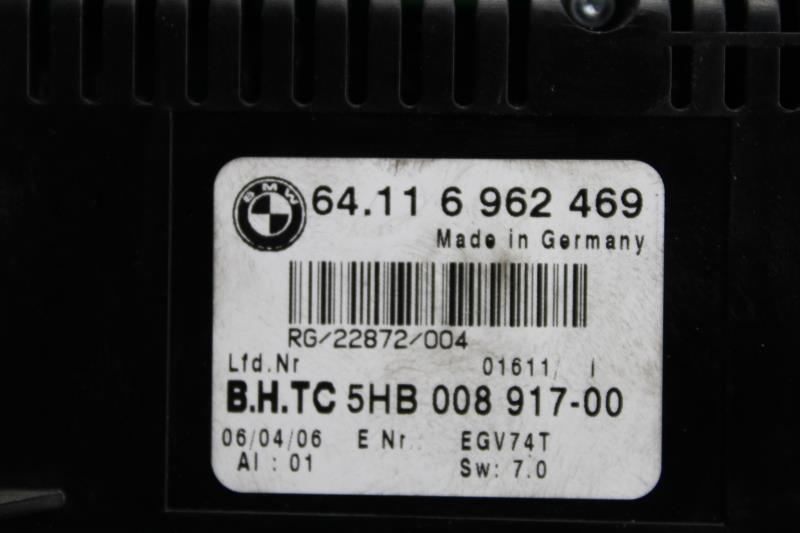 BMW 64.11 6 962 469
Made in Germany
RG/22872/004
Lfd.Nr 01611/ I
B.H.TC 5HB 008 917-00
06/04/06 E Nr.: EGV74T
AI : 01 Sw: 7.0